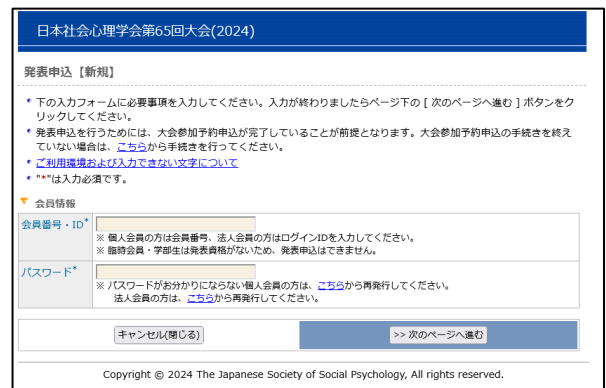 日本社会心理学会第65回大会(2024)
発表申込【新規】
下の入力フォームに必要事項を入力してください。入力が終わりましたらページ下の [ 次のページへ進む ] ボタンをク
リックしてください。
発表申込を行うためには、大会参加予約申込が完了していることが前提となります。大会参加予約申込の手続きを終え
ていない場合は、こちらから手続きを行ってください。
ご利用環境および入力できない文字について
"*"は入力必須です。
会員情報
会員番号・ID*
※ 個人会員の方は会員番号、法人会員の方はログインIDを入力してください。
※ 臨時会員・学部生は発表資格がないため、発表申込はできません。
パスワード*
※ パスワードがお分かりにならない個人会員の方は、こちらから再発行してください。
法人会員の方は、こちらから再発行してください。
キャンセル(閉じる)
>> 次のページへ進む
Copyright © 2024 The Japanese Society of Social Psychology, All rights reserved.